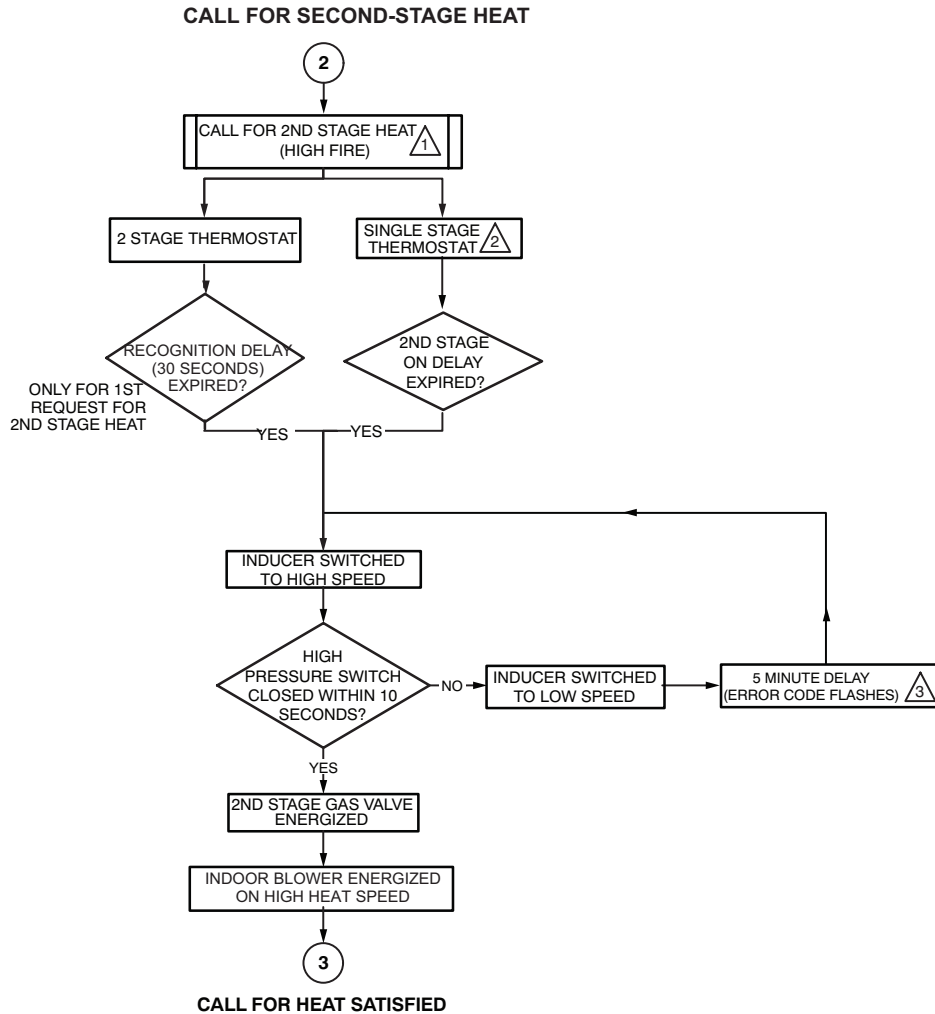 CALL FOR SECOND-STAGE HEAT
2
CALL FOR 2ND STAGE HEAT
(HIGH FIRE)
1
2 STAGE THERMOSTAT
SINGLE STAGE
THERMOSTAT
2
RECOGNITION DELAY
(30 SECONDS)
EXPIRED?
2ND STAGE
ON DELAY
EXPIRED?
ONLY FOR 1ST
REQUEST FOR
2ND STAGE HEAT
YES
YES
INDUCER SWITCHED
TO HIGH SPEED
HIGH
PRESSURE SWITCH
CLOSED WITHIN 10
SECONDS?
NO
INDUCER SWITCHED
TO LOW SPEED
5 MINUTE DELAY
(ERROR CODE FLASHES)
3
YES
2ND STAGE GAS VALVE
ENERGIZED
INDOOR BLOWER ENERGIZED
ON HIGH HEAT SPEED
3
CALL FOR HEAT SATISFIED